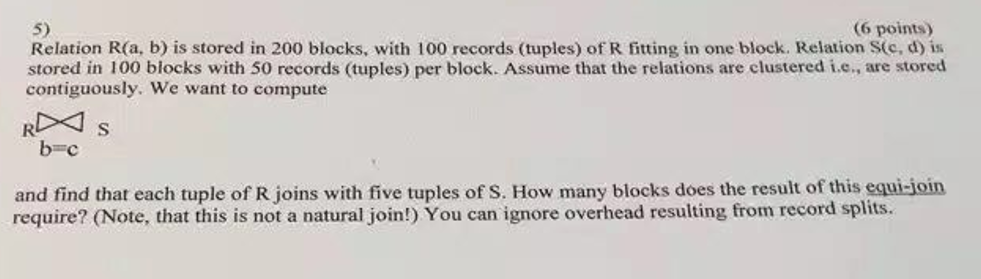 5) (6 points)
Relation R(a, b) is stored in 200 blocks, with 100 records (tuples) of R fitting in one block. Relation S(c, d) is
stored in 100 blocks with 50 records (tuples) per block. Assume that the relations are clustered i.e., are stored
contiguously. We want to compute
R⋈ S
b=c
and find that each tuple of R joins with five tuples of S. How many blocks does the result of this equi-join
require? (Note, that this is not a natural join!) You can ignore overhead resulting from record splits.